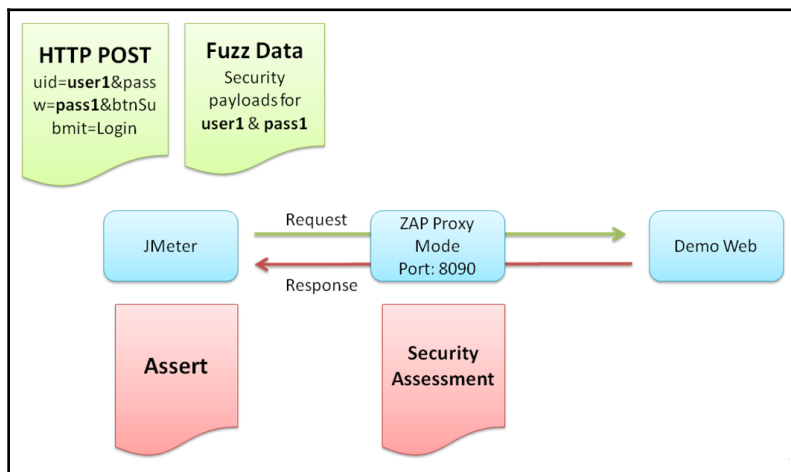 HTTP POST
uid=user1&pass
w=pass1&btnSu
bmit=Login
Fuzz Data
Security
payloads for
user1 & pass1
JMeter
Request
Response
ZAP Proxy
Mode
Port: 8090
Demo Web
Assert
Security
Assessment